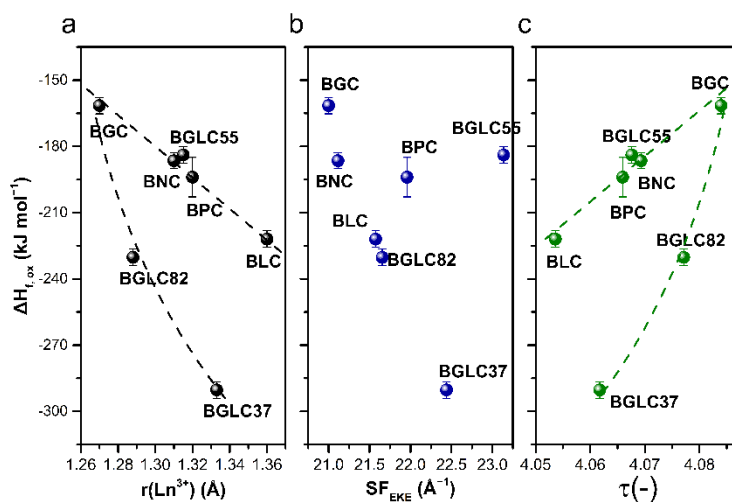 a
b
c
ΔH_f,ox (kJ mol⁻¹)
-150
-180
-210
-240
-270
-300
BGC
BGLC55
BNC
BPC
BLC
BGLC82
BGLC37
1.26 1.28 1.30 1.32 1.34 1.36
r(Ln³⁺) (Å)
BGC
BGLC55
BPC
BNC
BLC
BGLC82
BGLC37
21.0 21.5 22.0 22.5 23.0
SF_EKE (Å⁻¹)
BGC
BGLC55
BNC
BPC
BLC
BGLC82
BGLC37
4.05 4.06 4.07 4.08
τ(-)